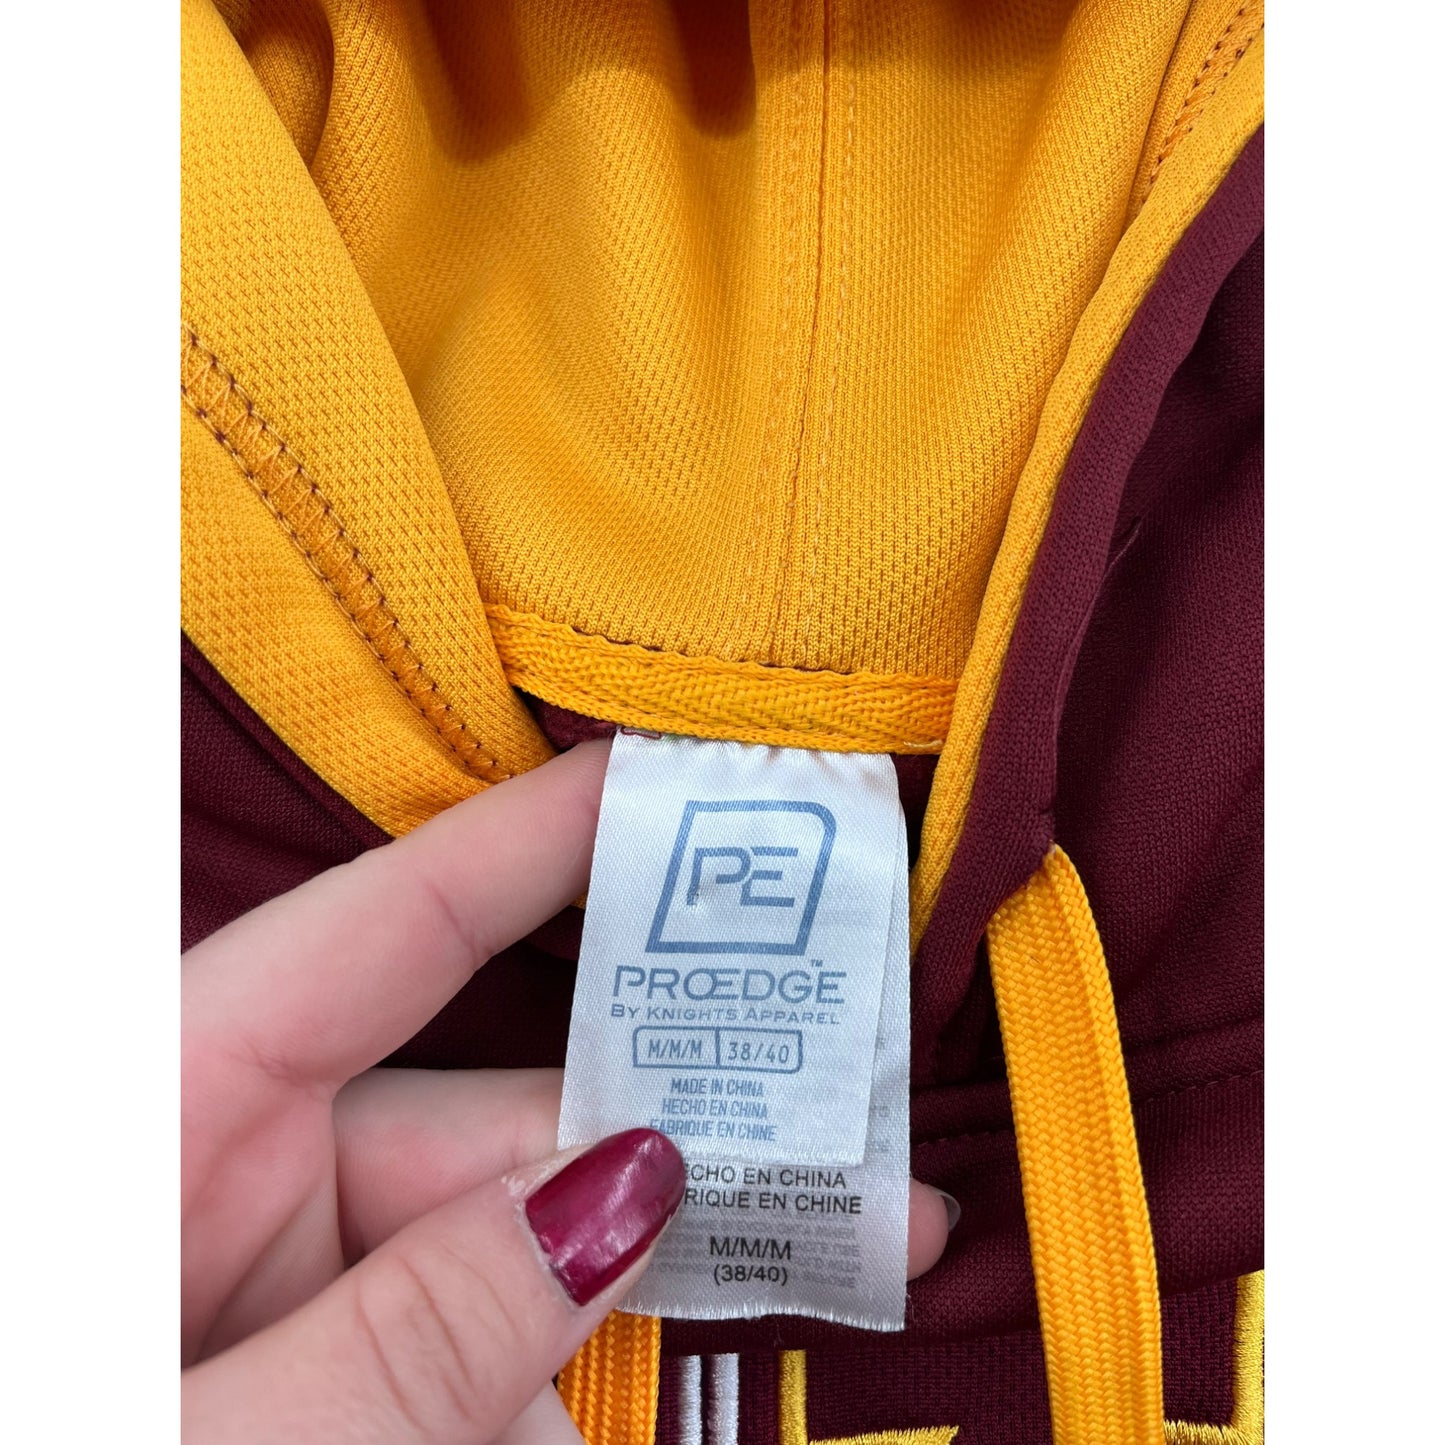 PE
PROEDGE™
BY KNIGHTS APPAREL
M/M/M 38/40
MADE IN CHINA
HECHO EN CHINA
FABRIQUE EN CHINE
ECHO EN CHINA
RIQUE EN CHINE
M/M/M
(38/40)